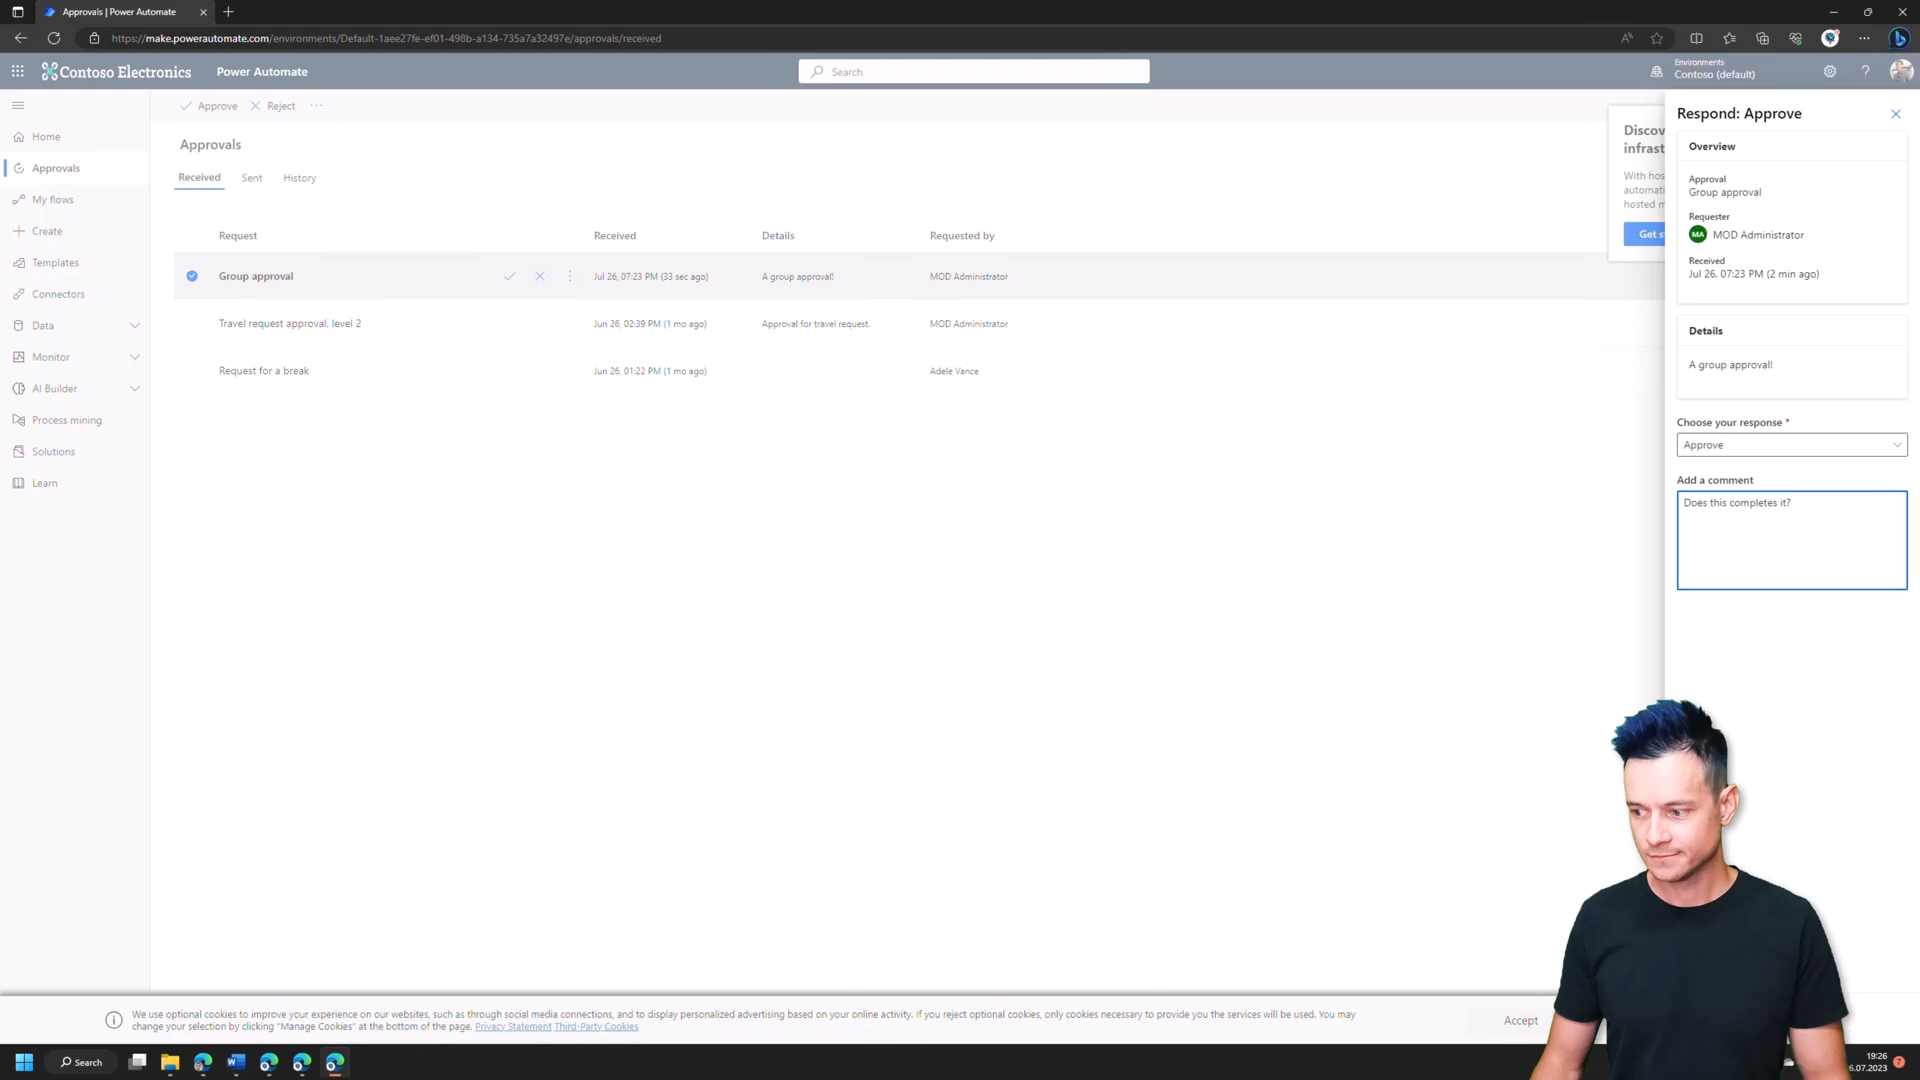 Approvals | Power Automate
https://make.powerautomate.com/environments/Default-1aee27fe-ef01-498b-a134-735a7a32497e/approvals/received
Contoso Electronics
Power Automate
Search
Environments
Contoso (default)
Home
Approvals
My flows
Create
Templates
Connectors
Data
Monitor
AI Builder
Process mining
Solutions
Learn
Approve
Reject
Approvals
Received
Sent
History
Request Received Details Requested by
Group approval Jul 26, 07:23 PM (33 sec ago) A group approval! MOD Administrator
Travel request approval, level 2 Jun 26, 02:39 PM (1 mo ago) Approval for travel request. MOD Administrator
Request for a break Jun 26, 01:22 PM (1 mo ago) Adele Vance
Discov
infrast
With hos
automati
hosted m
Get s
Respond: Approve
Overview
Approval
Group approval
Requester
MA MOD Administrator
Received
Jul 26, 07:23 PM (2 min ago)
Details
A group approval!
Choose your response *
Approve
Add a comment
Does this completes it?
We use optional cookies to improve your experience on our websites, such as through social media connections, and to display personalized advertising based on your online activity. If you reject optional cookies, only cookies necessary to provide you the services will be used. You may
change your selection by clicking "Manage Cookies" at the bottom of the page. Privacy Statement Third-Party Cookies
Accept
Search
19:26
6.07.2023
7